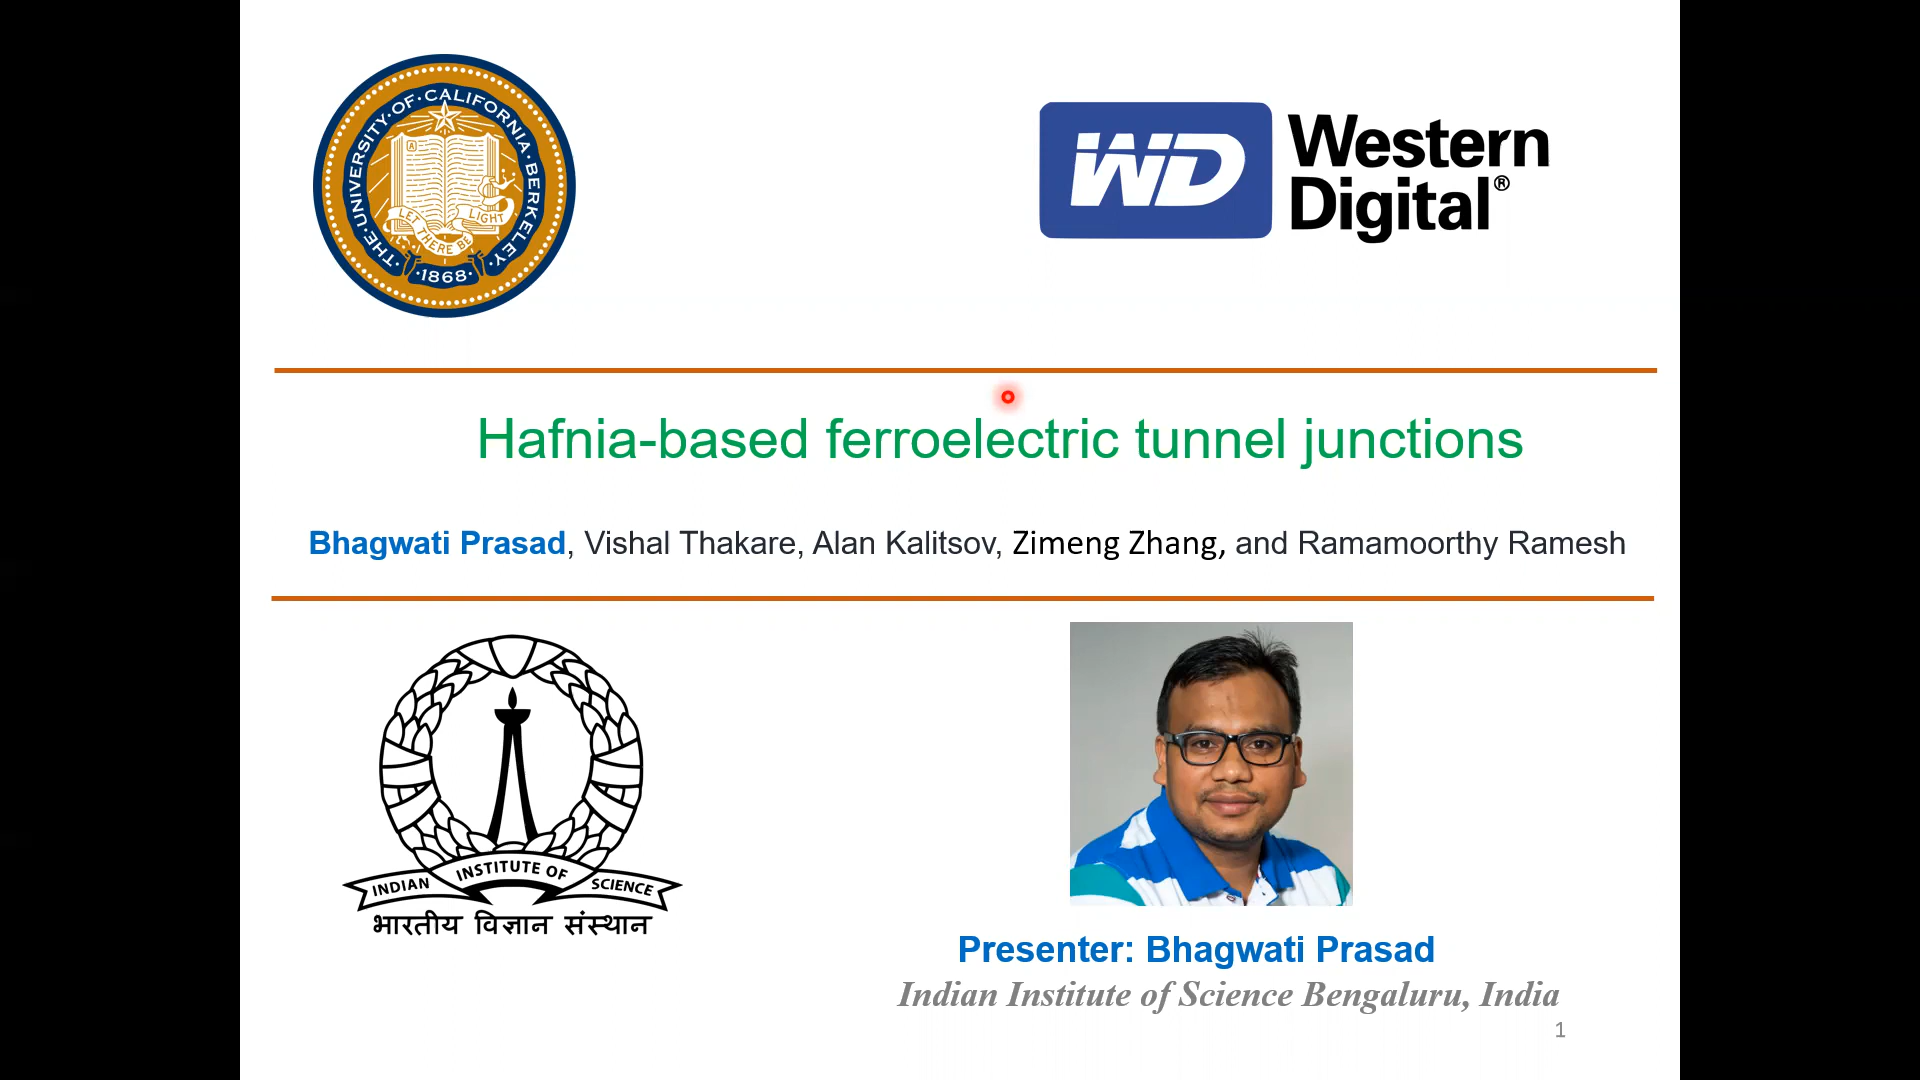 THE·UNIVERSITY·OF·CALIFORNIA·BERKELEY
A
LET THERE BE LIGHT
·1868·
WD Western
Digital®
Hafnia-based ferroelectric tunnel junctions
Bhagwati Prasad, Vishal Thakare, Alan Kalitsov, Zimeng Zhang, and Ramamoorthy Ramesh
INDIAN INSTITUTE OF SCIENCE
भारतीय विज्ञान संस्थान
Presenter: Bhagwati Prasad
Indian Institute of Science Bengaluru, India
1